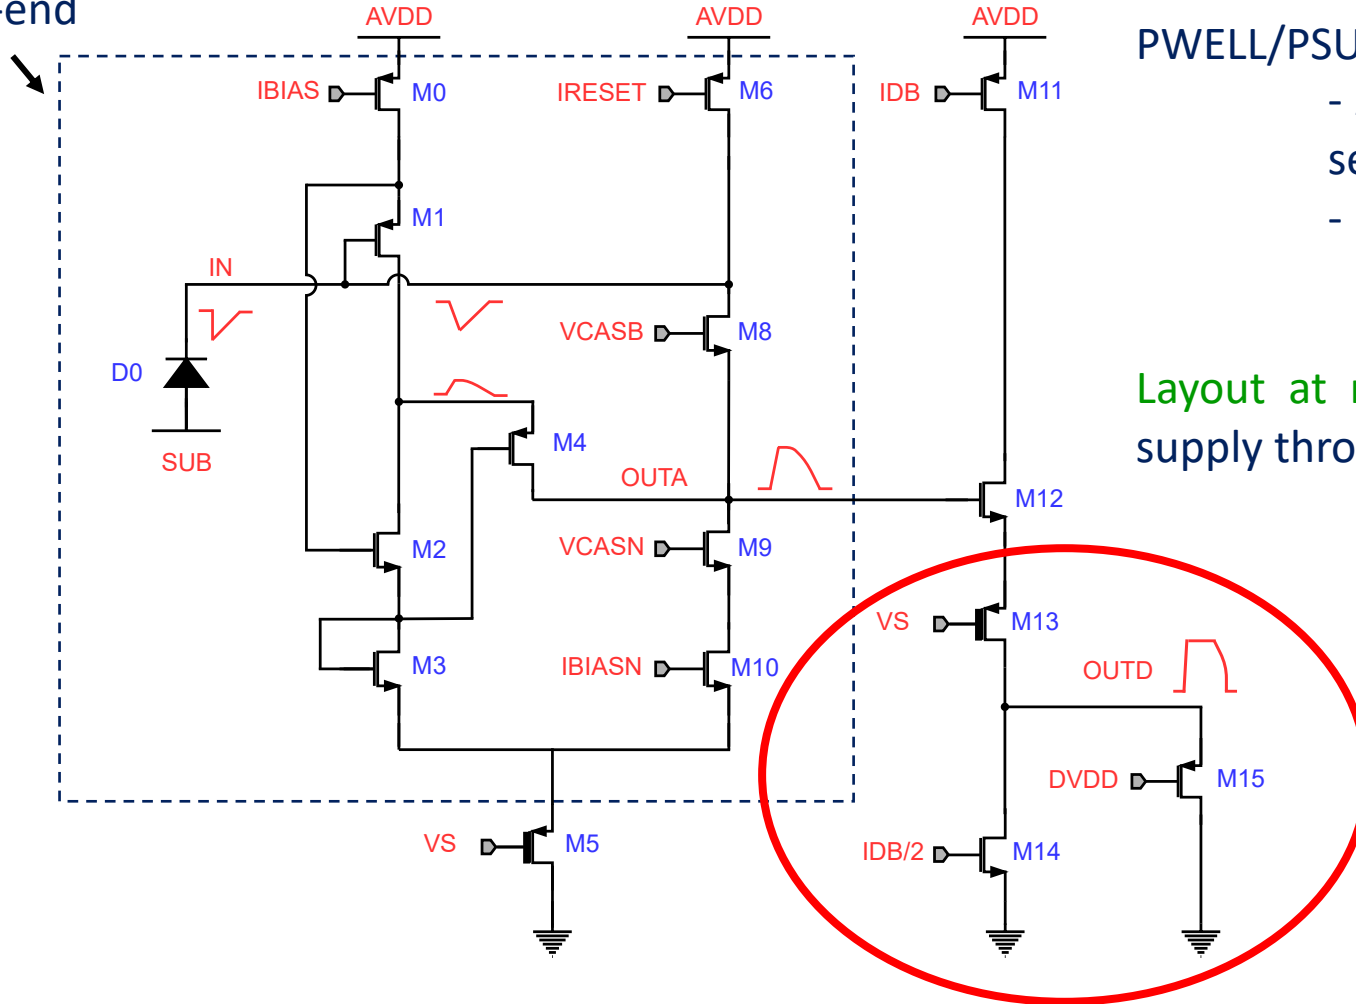 -end
AVDD
AVDD
AVDD
PWELL/PSU
IBIAS
M0
IRESET
M6
IDB
M11
-
se
-
M1
IN
VCASB
M8
D0
SUB
M4
OUTA
Layout at
supply thro
M12
M2
VCASN
M9
VS
M13
M3
IBIASN
M10
OUTD
DVDD
M15
VS
M5
IDB/2
M14